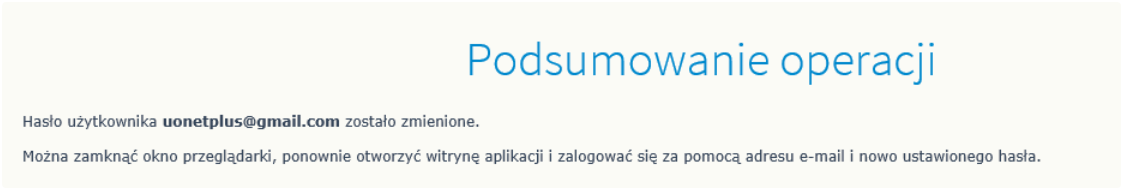 Podsumowanie operacji
Hasło użytkownika uonetplus@gmail.com zostało zmienione.
Można zamknąć okno przeglądarki, ponownie otworzyć witrynę aplikacji i zalogować się za pomocą adresu e-mail i nowo ustawionego hasła.